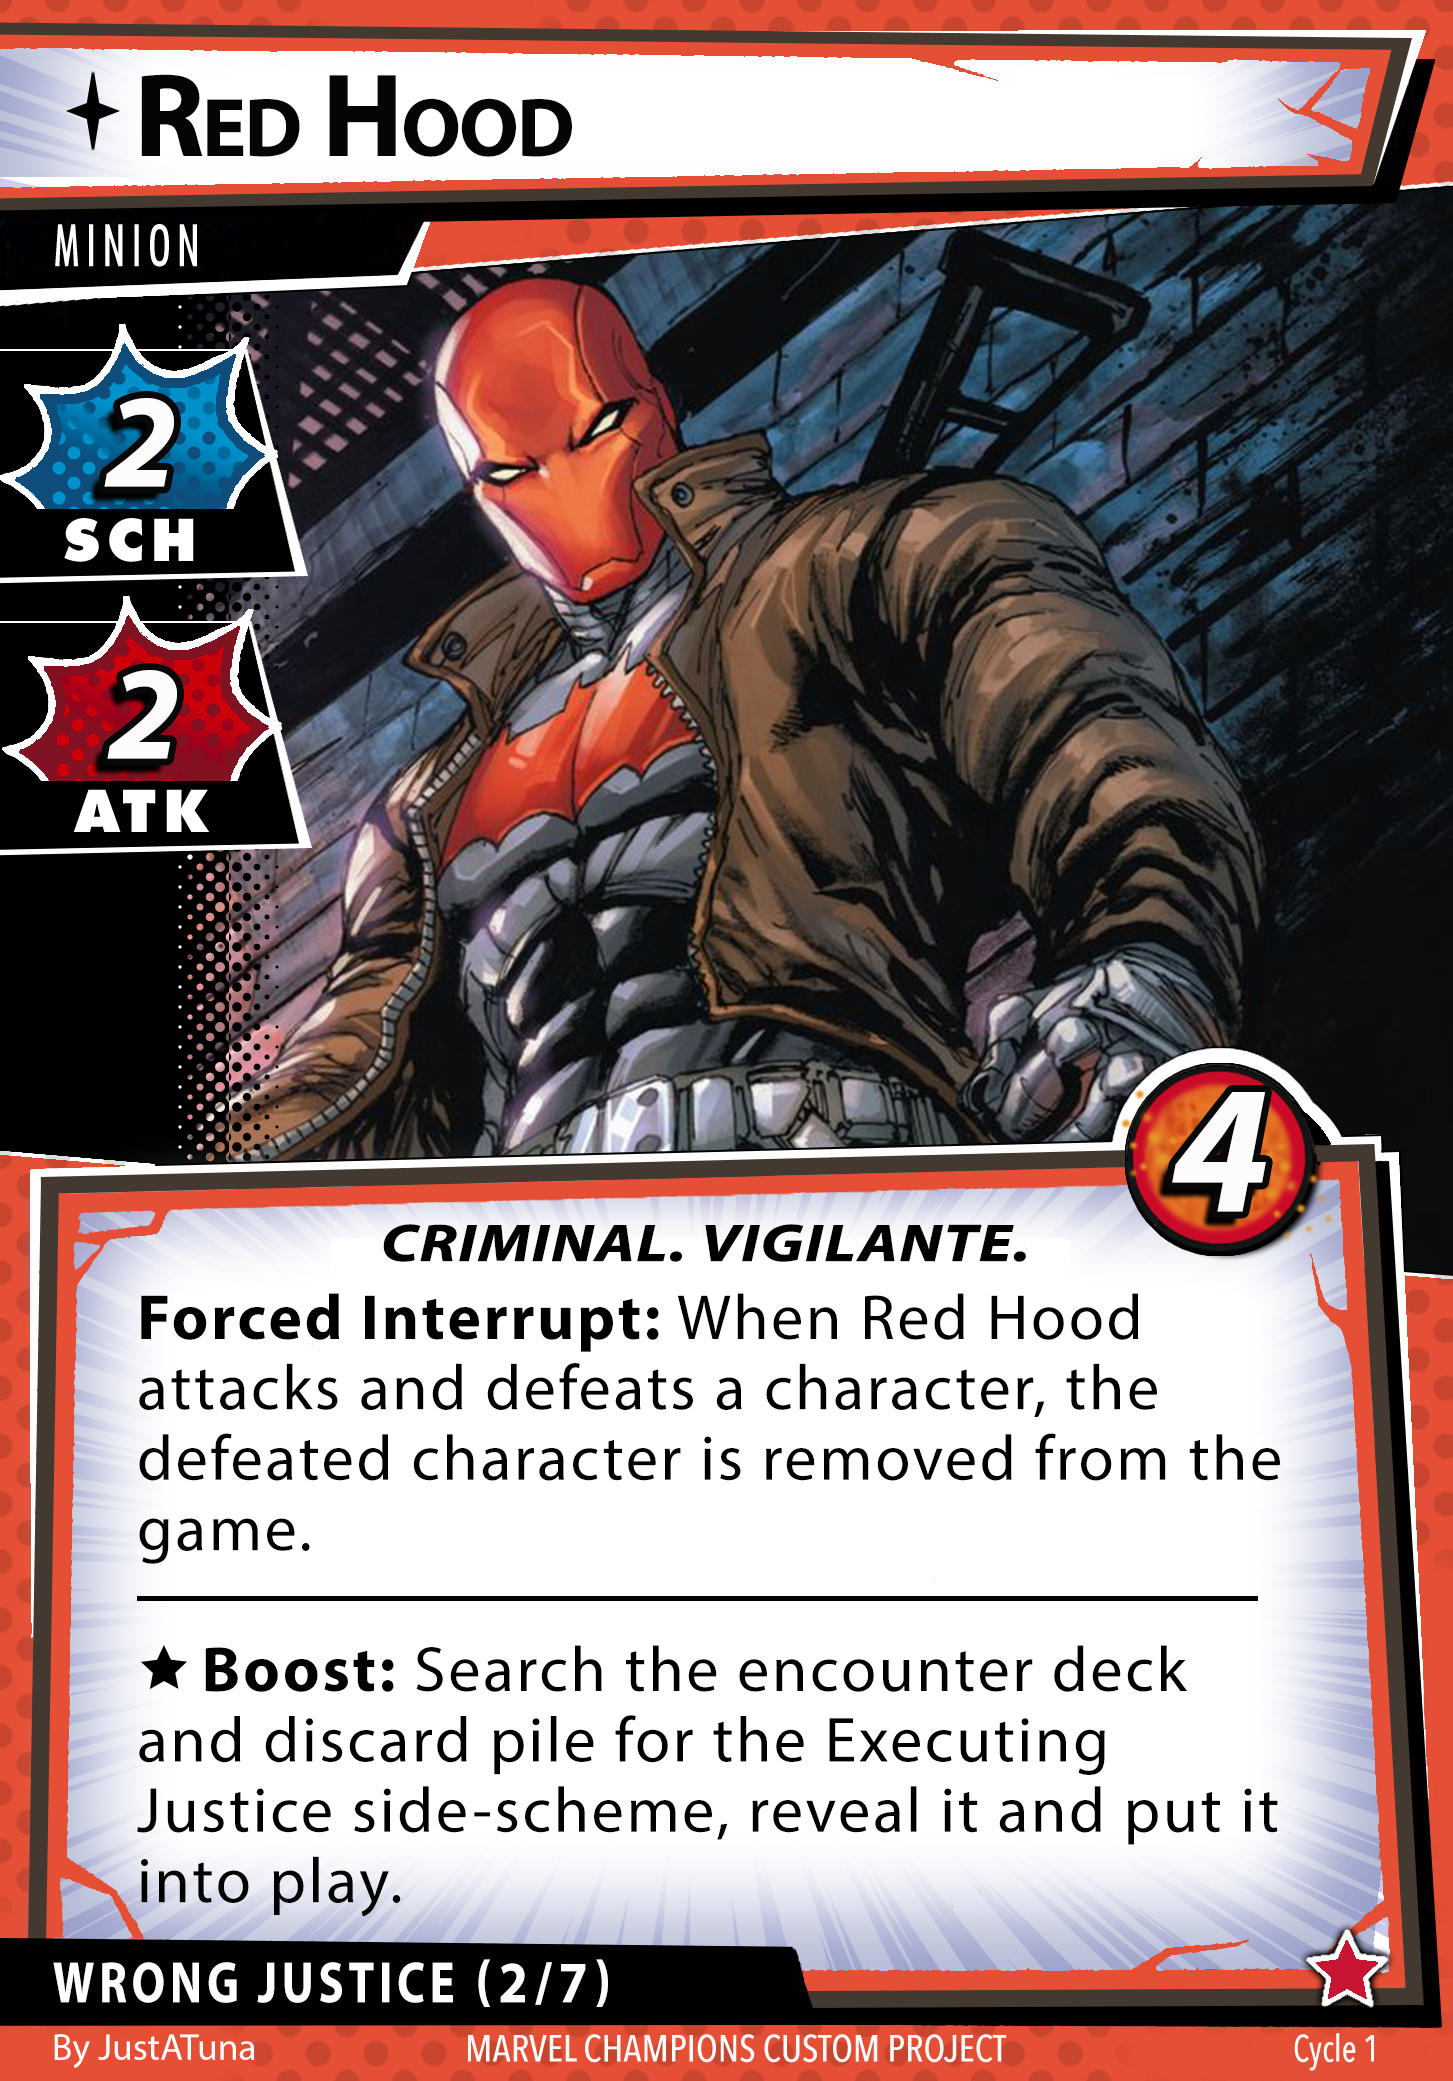 RED HOOD
MINION
2
SCH
2
ATK
4
CRIMINAL. VIGILANTE.
Forced Interrupt: When Red Hood
attacks and defeats a character, the
defeated character is removed from the
game.
★ Boost: Search the encounter deck
and discard pile for the Executing
Justice side-scheme, reveal it and put it
into play.
WRONG JUSTICE (2/7)
By JustATuna
MARVEL CHAMPIONS CUSTOM PROJECT
Cycle 1